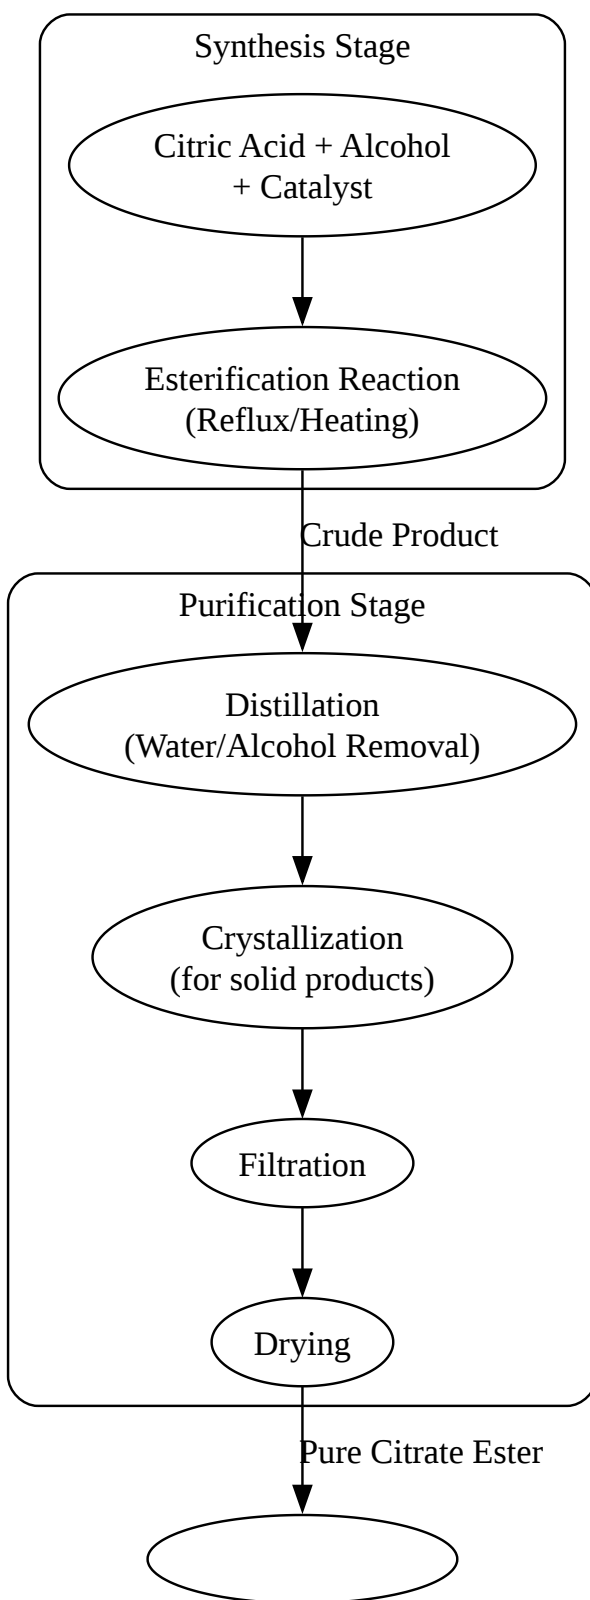 Synthesis Stage
Citric Acid + Alcohol
+ Catalyst
Esterification Reaction
(Reflux/Heating)
Crude Product
Purification Stage
Distillation
(Water/Alcohol Removal)
Crystallization
(for solid products)
Filtration
Drying
Pure Citrate Ester